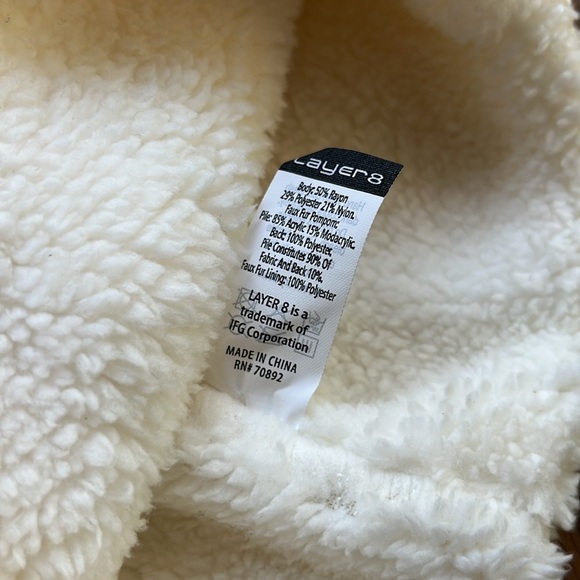 Layer8
Body: 50% Rayon
29% Polyester 21% Nylon.
Faux Fur Pompom:
Pile: 85% Acrylic 15% Modacrylic.
Back: 100% Polyester.
Pile Constitutes 90% Of
Fabric And Back 10%.
Faux Fur Lining: 100% Polyester
LAYER 8 is a
trademark of
IFG Corporation
MADE IN CHINA
RN# 70892